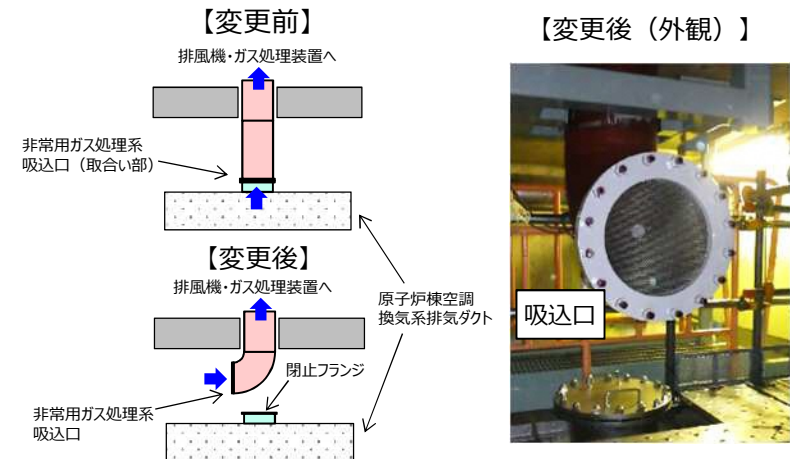 【変更前】
排風機・ガス処理装置へ
非常用ガス処理系
吸込口（取合い部）
【変更後】
排風機・ガス処理装置へ
原子炉棟空調
換気系排気ダクト
閉止フランジ
非常用ガス処理系
吸込口
【変更後（外観）】
吸込口